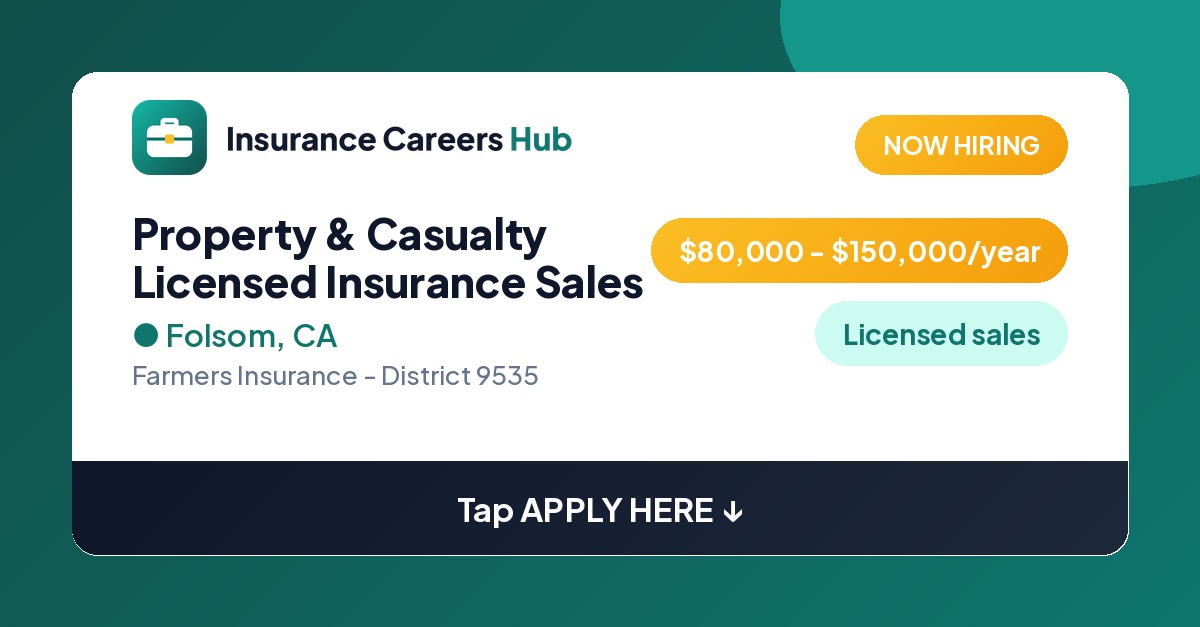 Insurance Careers Hub
NOW HIRING
Property & Casualty
Licensed Insurance Sales
$80,000 – $150,000/year
Folsom, CA
Licensed sales
Farmers Insurance – District 9535
Tap APPLY HERE ↓